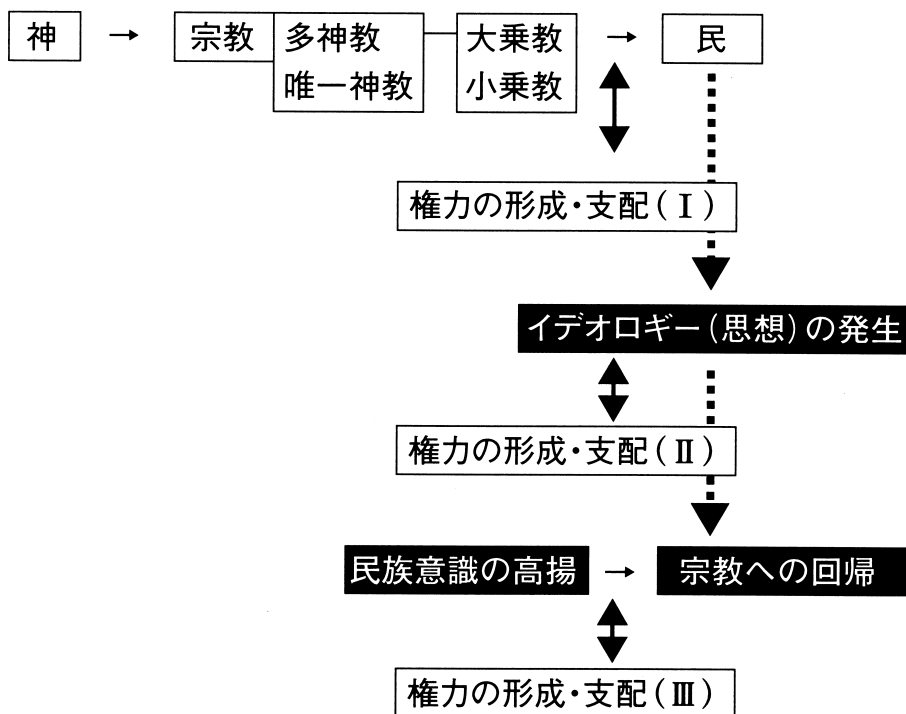 神 → 宗教 多神教 大乗教 → 民
唯一神教 小乗教
権力の形成・支配(Ⅰ)
イデオロギー(思想)の発生
権力の形成・支配(Ⅱ)
民族意識の高揚 → 宗教への回帰
権力の形成・支配(Ⅲ)